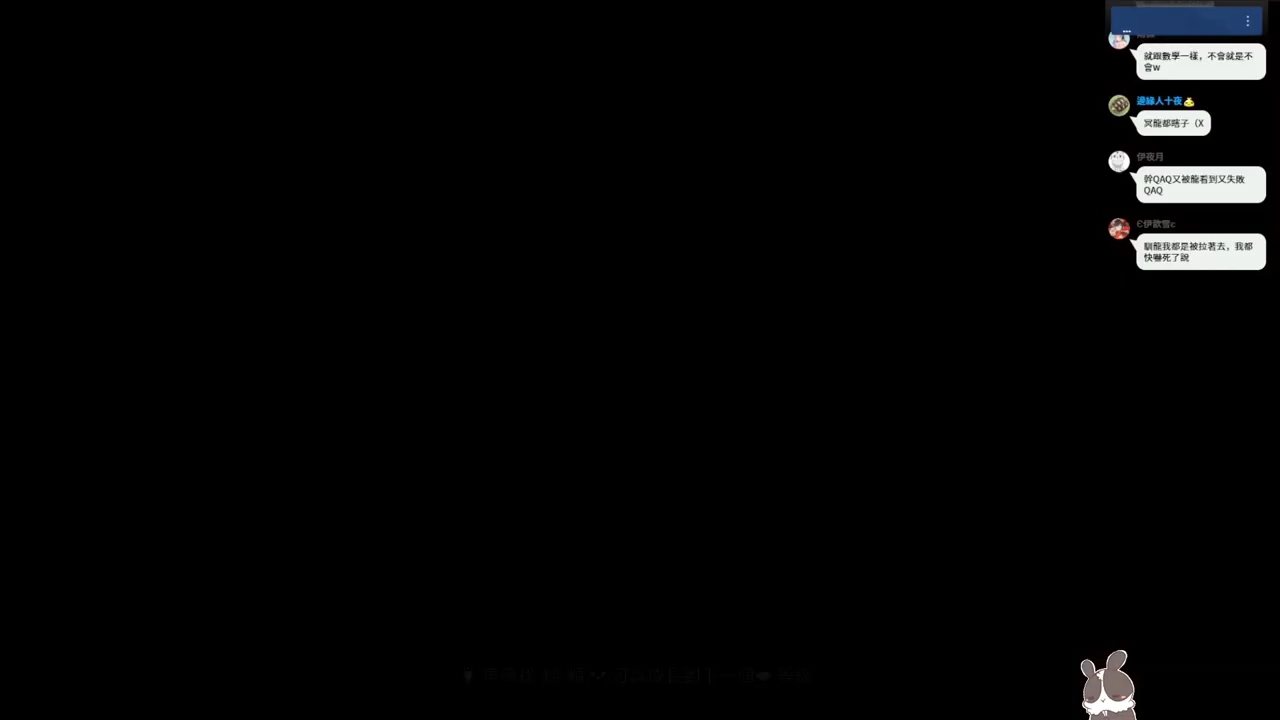 就跟數學一樣，不會就是不
會w
邊緣人十夜
冥龍都瞎子（X
伊夜月
幹QAQ又被龍看到又失敗
QAQ
馴龍我都是被拉著去，我都
快嚇死了說